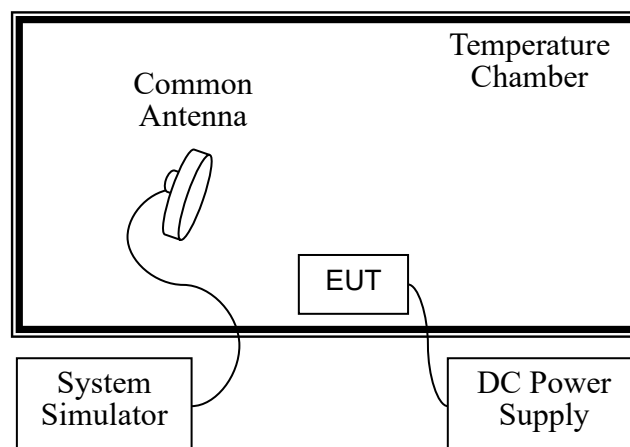 Temperature
Chamber
Common
Antenna
EUT
System
Simulator
DC Power
Supply